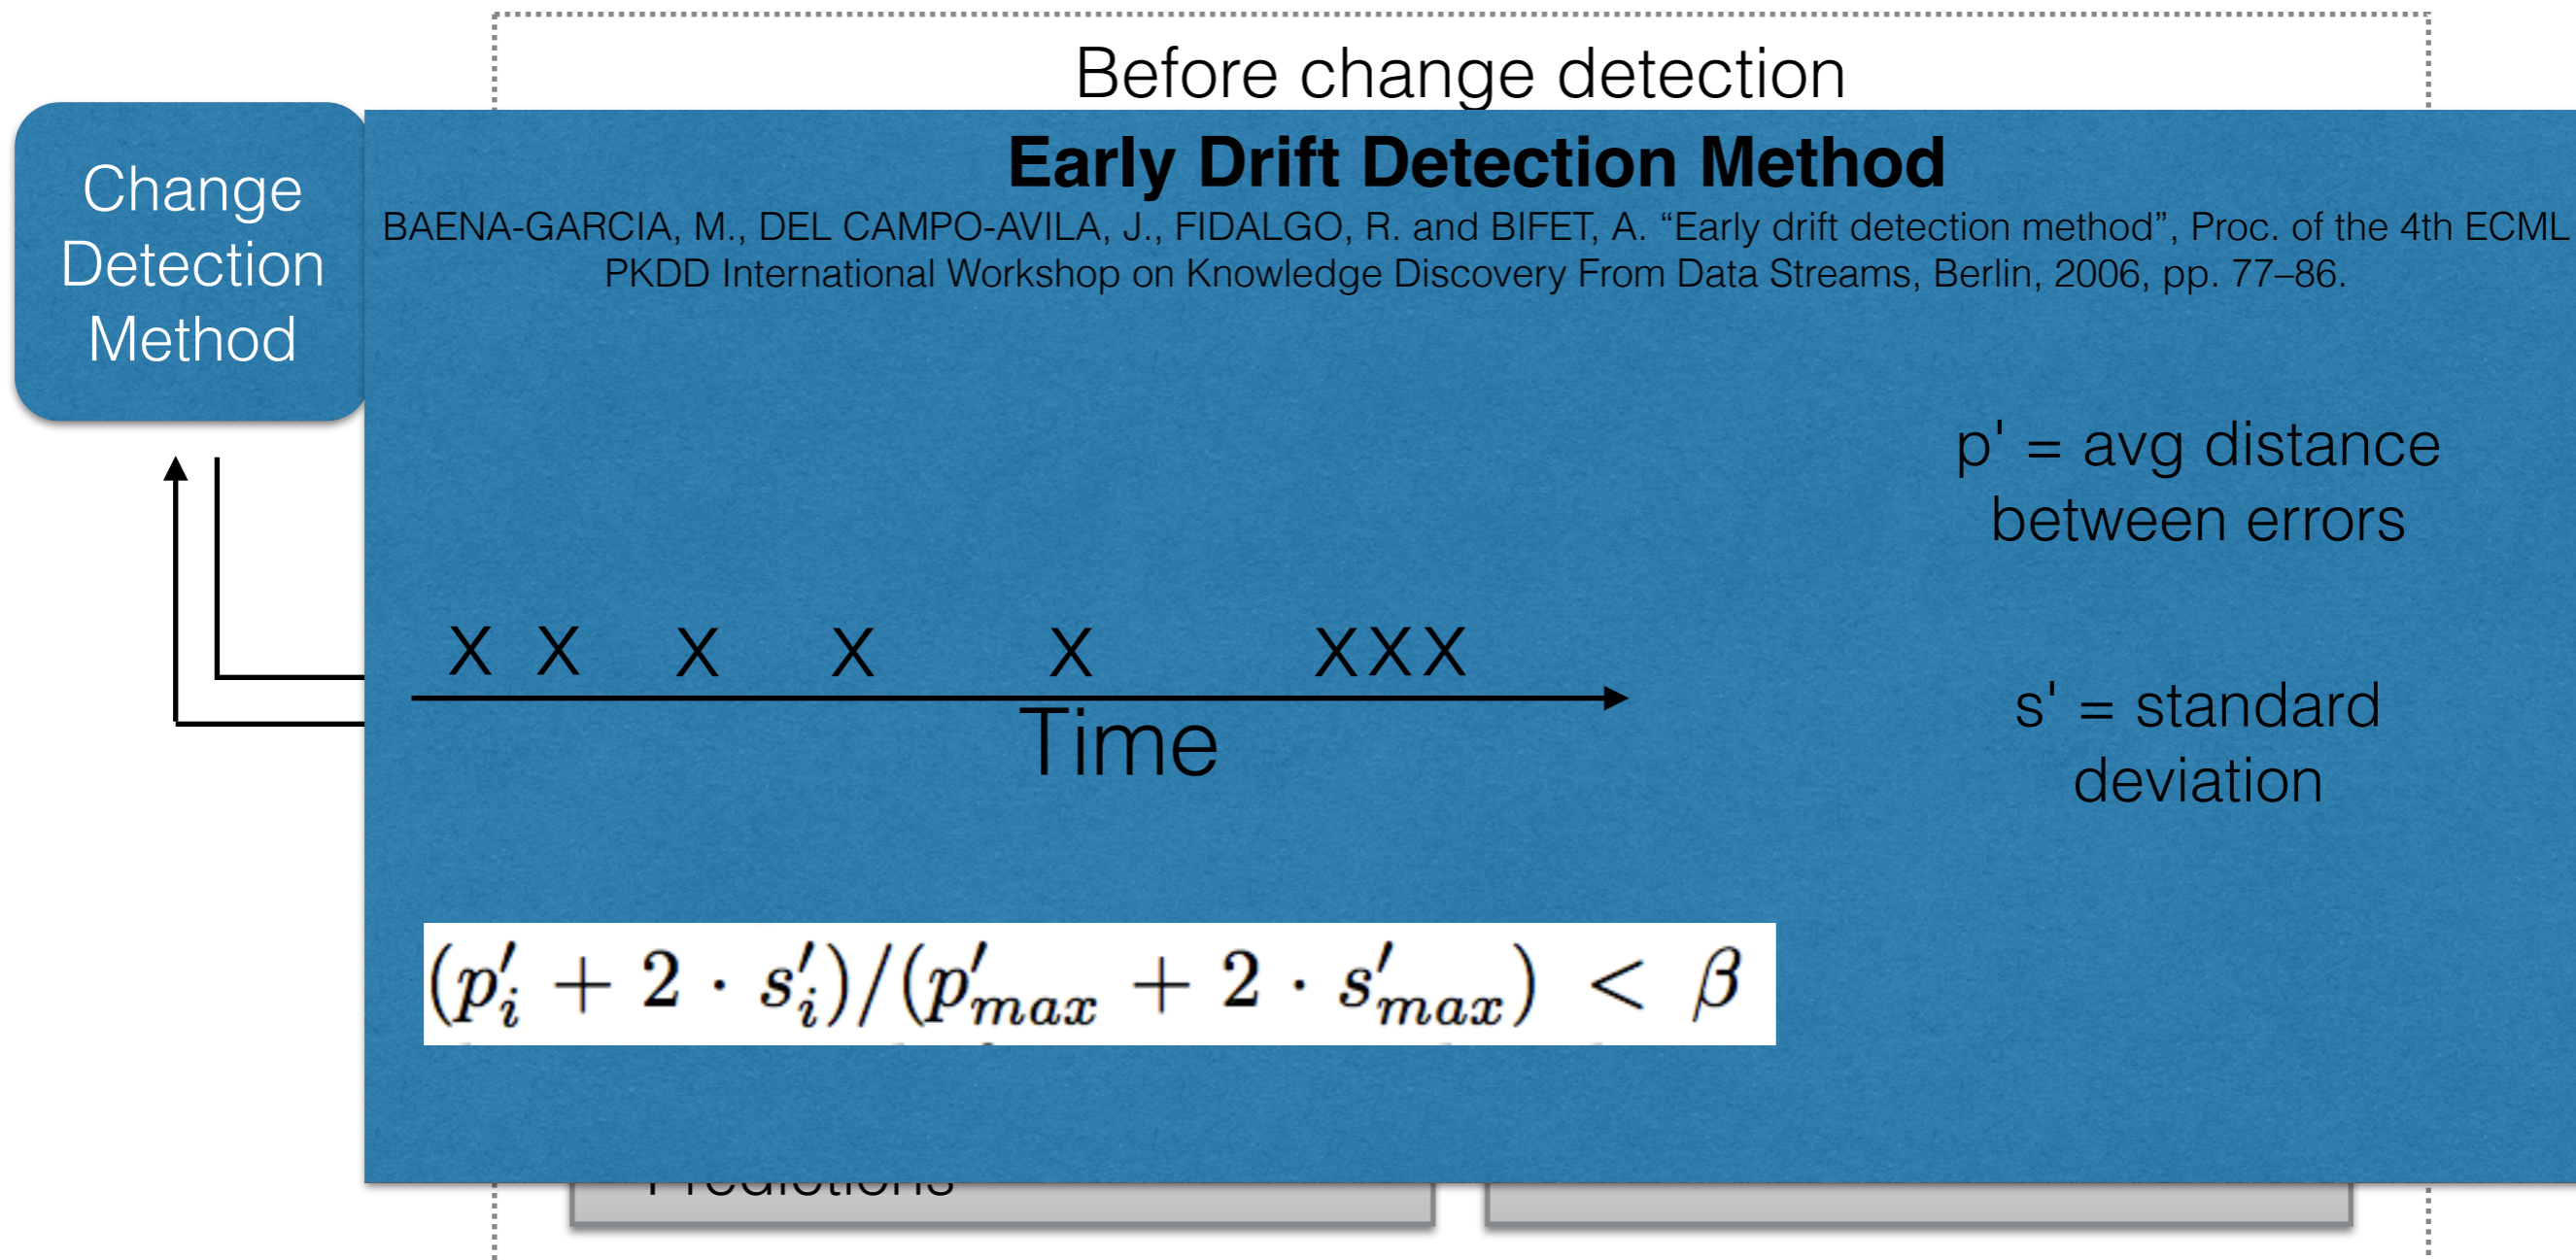 Before change detection
Change
Detection
Method
Early Drift Detection Method
BAENA-GARCIA, M., DEL CAMPO-AVILA, J., FIDALGO, R. and BIFET, A. “Early drift detection method”, Proc. of the 4th ECML
PKDD International Workshop on Knowledge Discovery From Data Streams, Berlin, 2006, pp. 77–86.
p' = avg distance
between errors
X X X X X XXX
Time
s' = standard
deviation
(p'_i + 2 · s'_i)/(p'_max + 2 · s'_max) < β
Predictions